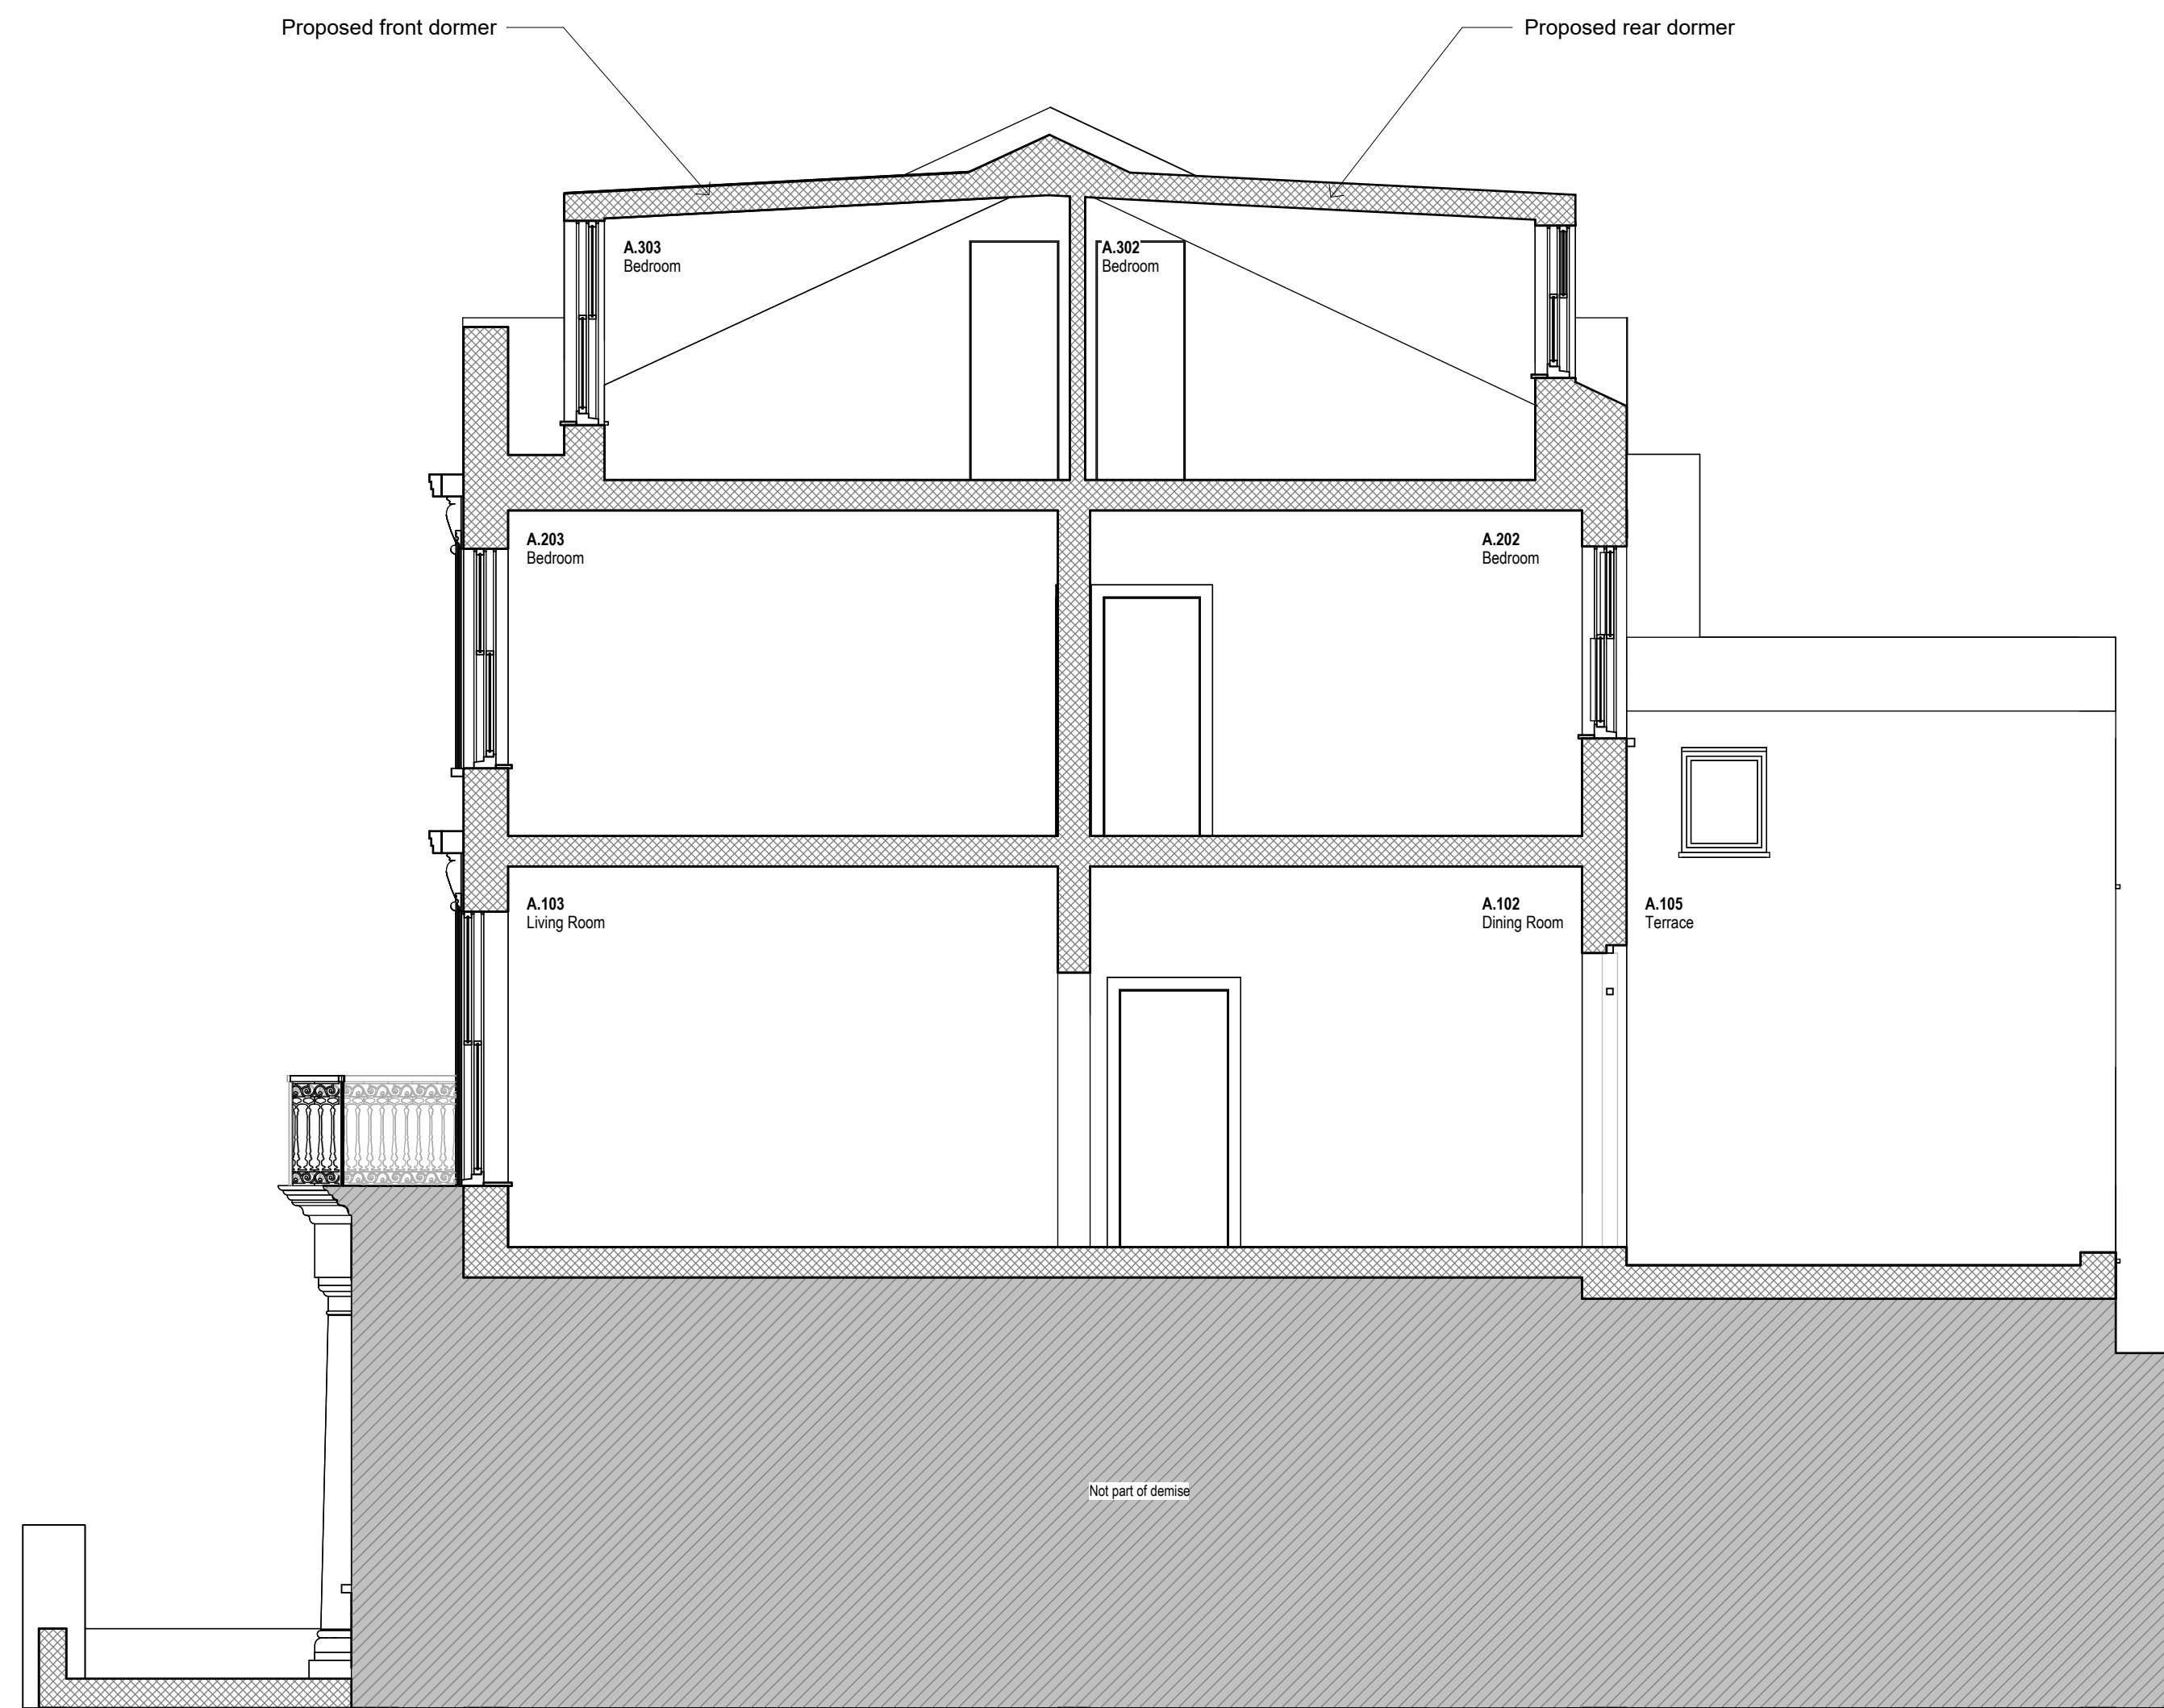 Proposed front dormer
Proposed rear dormer
A.303
Bedroom
A.302
Bedroom
A.203
Bedroom
A.202
Bedroom
A.103
Living Room
A.102
Dining Room
A.105
Terrace
Not part of demise